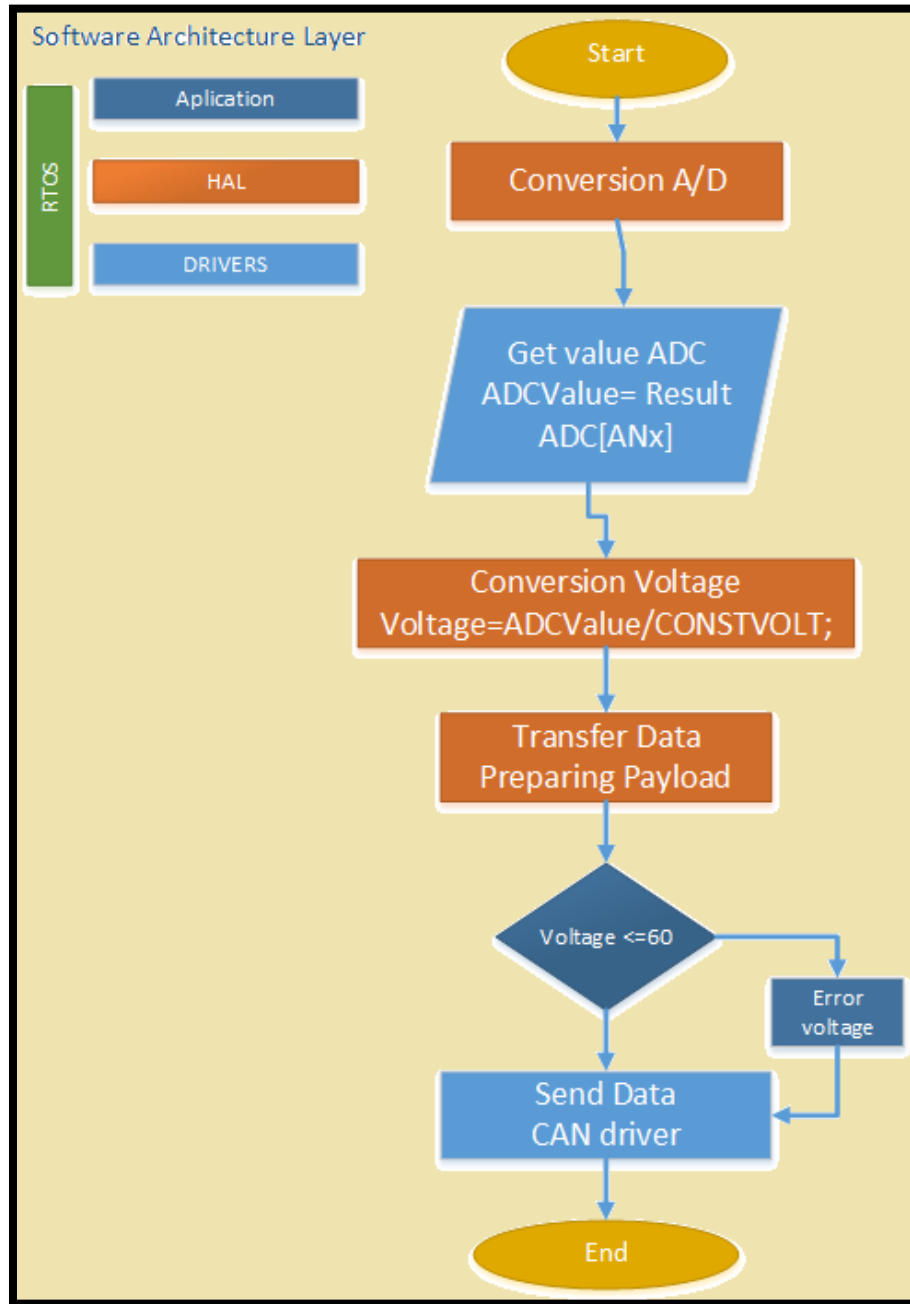 Software Architecture Layer
Aplication
RTOS
HAL
DRIVERS
Start
Conversion A/D
Get value ADC
ADCValue= Result
ADC[ANx]
Conversion Voltage
Voltage=ADCValue/CONSTVOLT;
Transfer Data
Preparing Payload
Voltage <=60
Error
voltage
Send Data
CAN driver
End